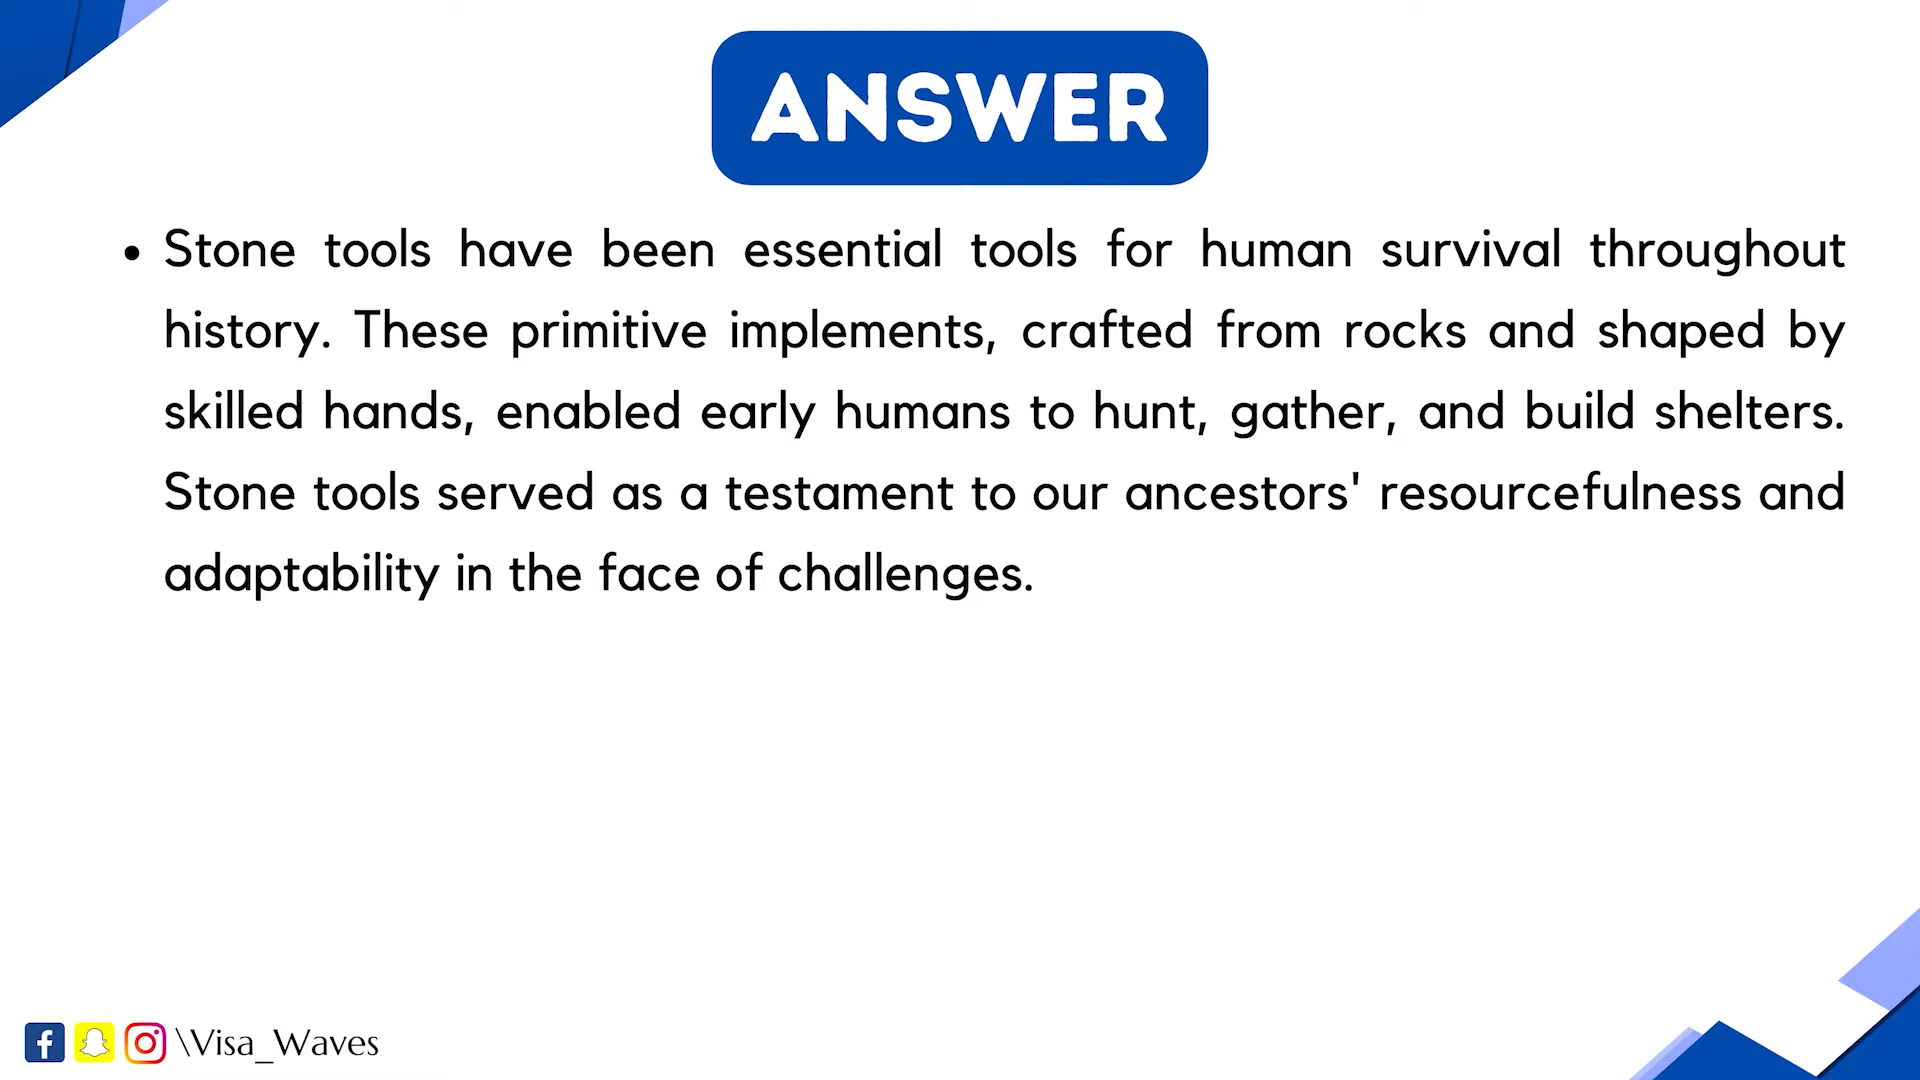 ANSWER
• Stone tools have been essential tools for human survival throughout
history. These primitive implements, crafted from rocks and shaped by
skilled hands, enabled early humans to hunt, gather, and build shelters.
Stone tools served as a testament to our ancestors' resourcefulness and
adaptability in the face of challenges.
\Visa_Waves